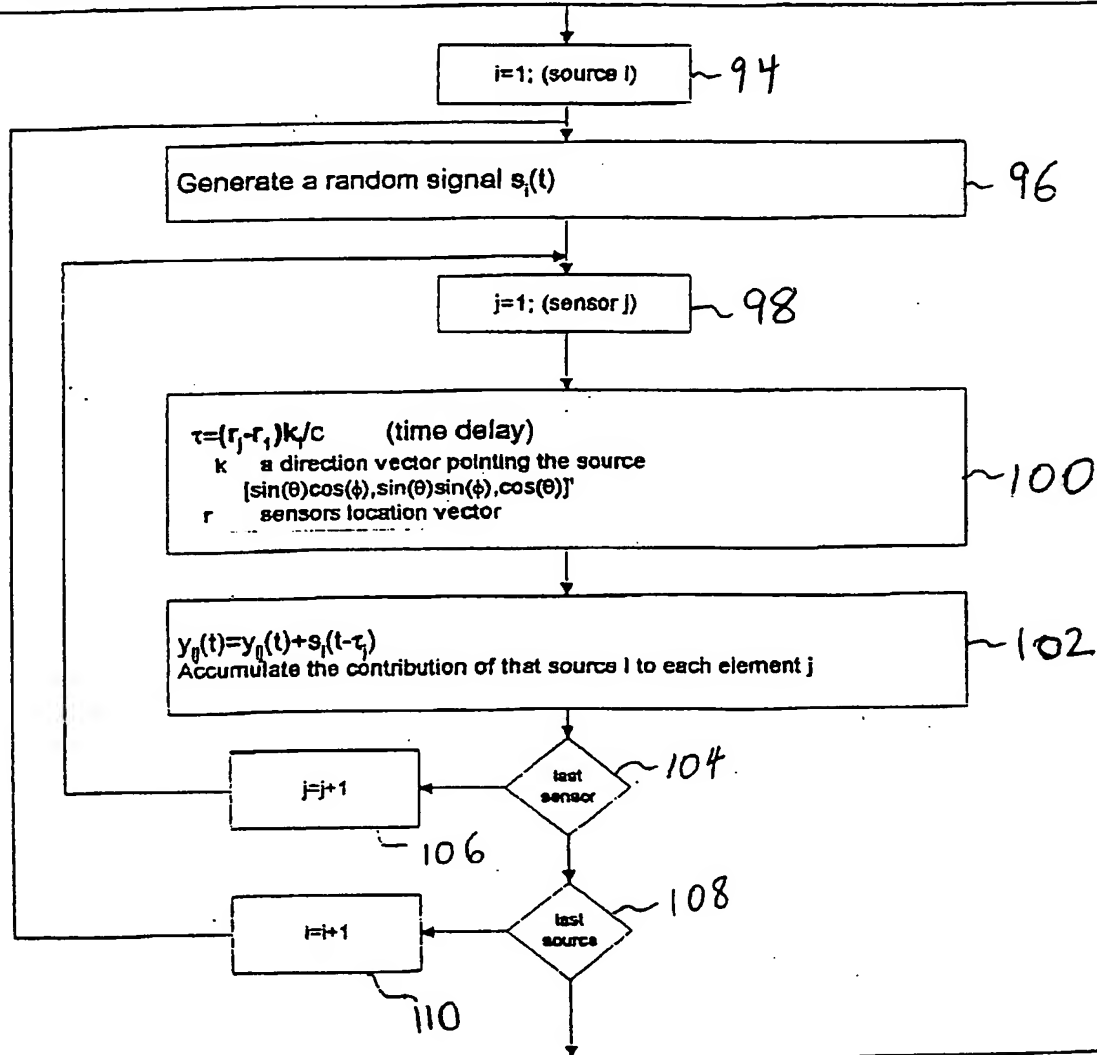 i=1; (source i)
94
Generate a random signal s_i(t)
96
j=1; (sensor j)
98
τ=(r_j-r_1)k_i/c (time delay)
k a direction vector pointing the source
[sin(θ)cos(ϕ),sin(θ)sin(ϕ),cos(θ)]'
r sensors location vector
100
y_ij(t)=y_ij(t)+s_i(t-τ_j)
Accumulate the contribution of that source i to each element j
102
last
sensor
104
j=j+1
106
last
source
108
i=i+1
110